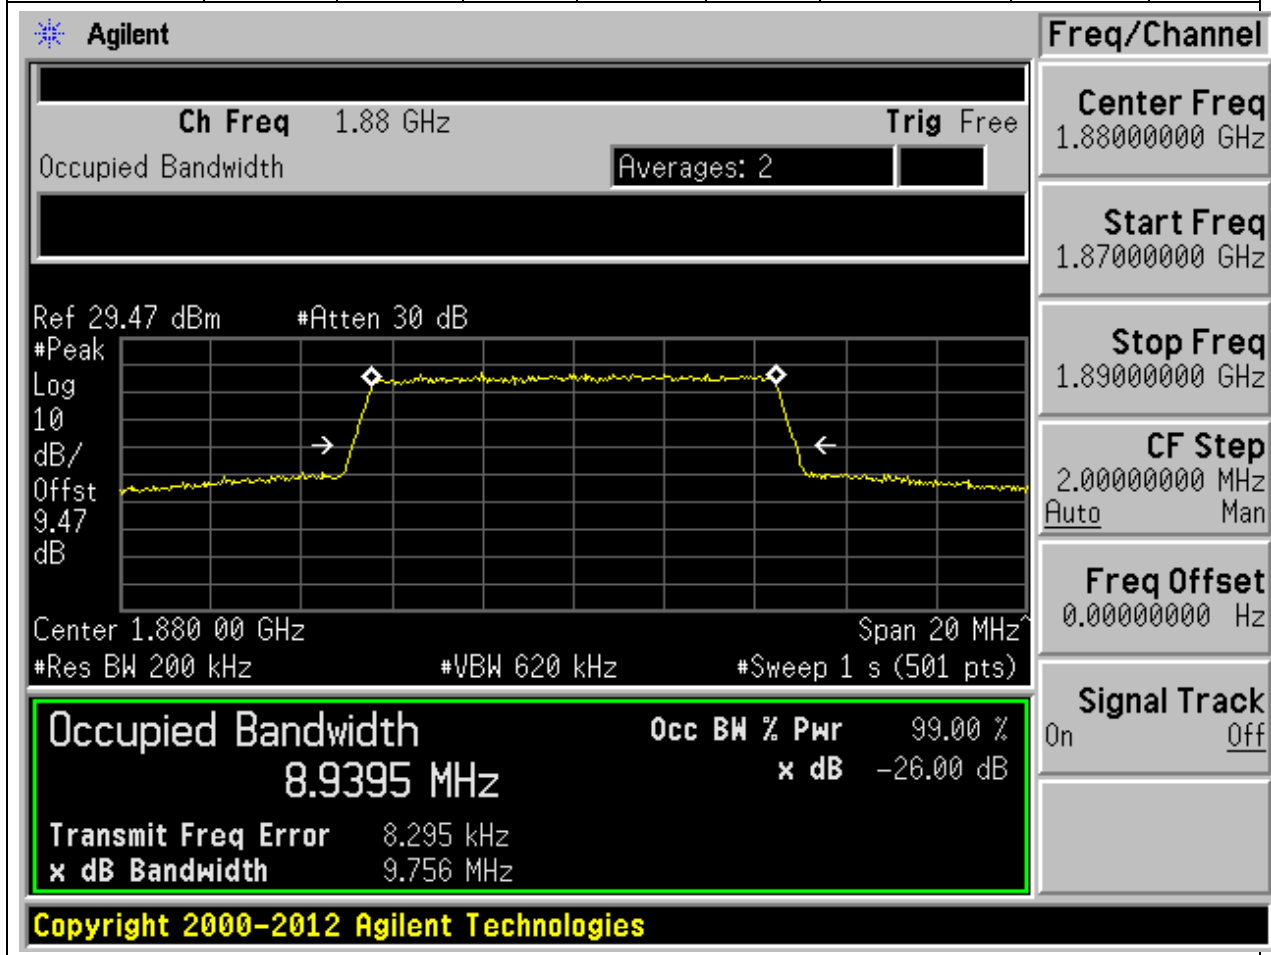 Agilent
Freq/Channel
Ch Freq 1.88 GHz Trig Free
Occupied Bandwidth Averages: 2
Center Freq
1.88000000 GHz
Start Freq
1.87000000 GHz
Stop Freq
1.89000000 GHz
CF Step
2.00000000 MHz
Auto Man
Freq Offset
0.00000000 Hz
Signal Track
On Off
Ref 29.47 dBm #Atten 30 dB
#Peak
Log
10
dB/
Offst
9.47
dB
Center 1.880 00 GHz Span 20 MHz^
#Res BW 200 kHz #VBW 620 kHz #Sweep 1 s (501 pts)
Occupied Bandwidth Occ BW % Pwr 99.00 %
8.9395 MHz x dB -26.00 dB
Transmit Freq Error 8.295 kHz
x dB Bandwidth 9.756 MHz
Copyright 2000-2012 Agilent Technologies